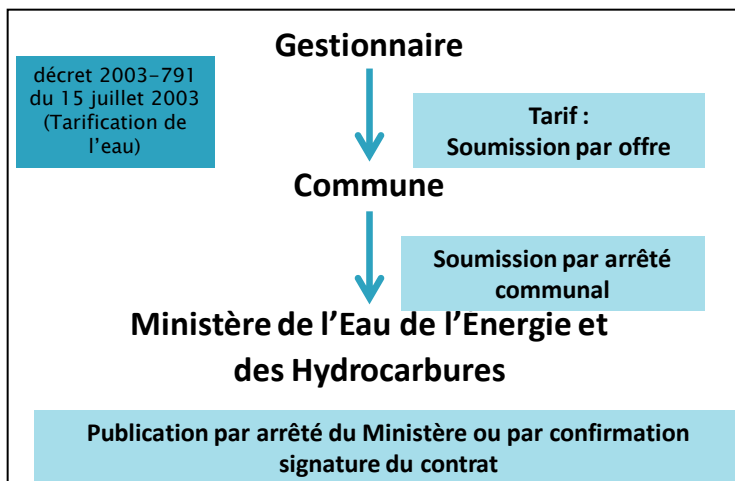 Gestionnaire
décret 2003-791
du 15 juillet 2003
(Tarification de
l'eau)
Tarif :
Soumission par offre
Commune
Soumission par arrêté
communal
Ministère de l'Eau de l'Énergie et
des Hydrocarbures
Publication par arrêté du Ministère ou par confirmation
signature du contrat